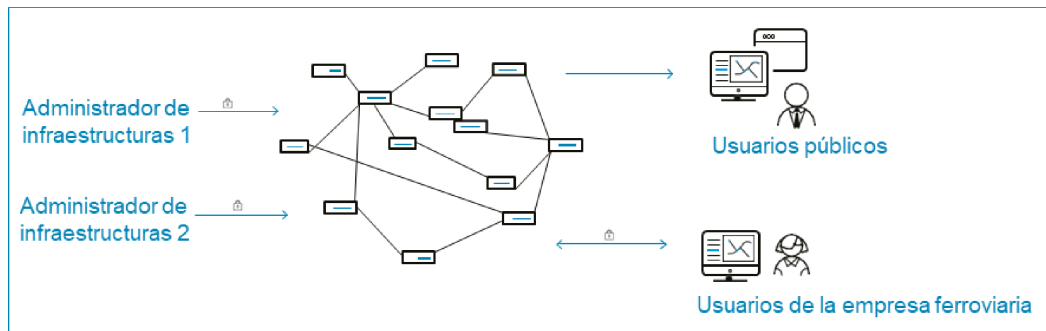 Administrador de
infraestructuras 1
Administrador de
infraestructuras 2
Usuarios públicos
Usuarios de la empresa ferroviaria